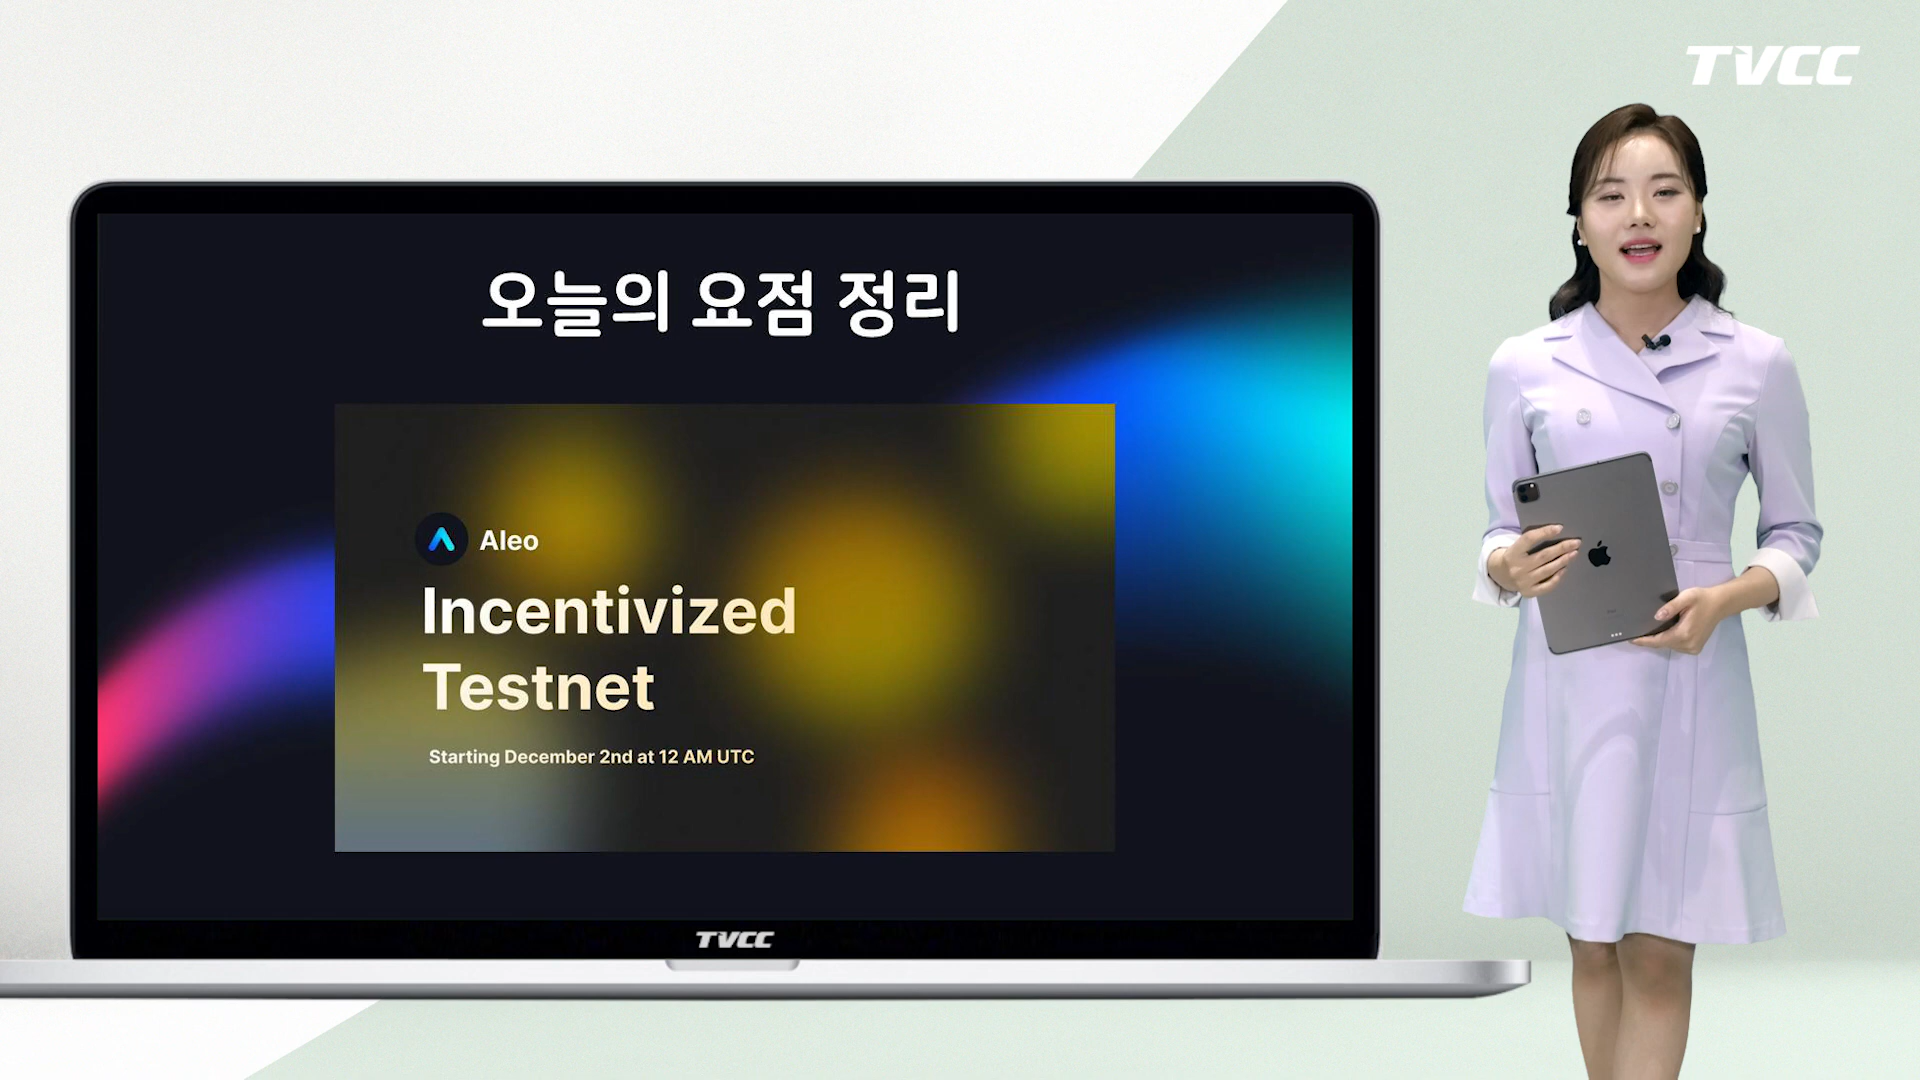 TVCC
오늘의 요점 정리
Aleo
Incentivized
Testnet
Starting December 2nd at 12 AM UTC
TVCC